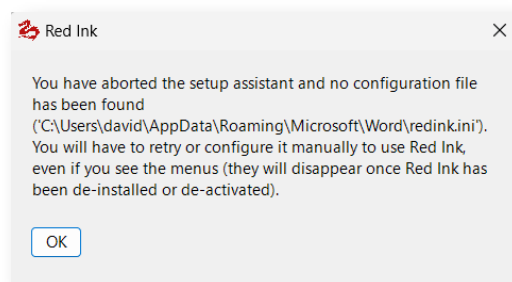 Red Ink
You have aborted the setup assistant and no configuration file
has been found
('C:\Users\david\AppData\Roaming\Microsoft\Word\redink.ini').
You will have to retry or configure it manually to use Red Ink,
even if you see the menus (they will disappear once Red Ink has
been de-installed or de-activated).
OK